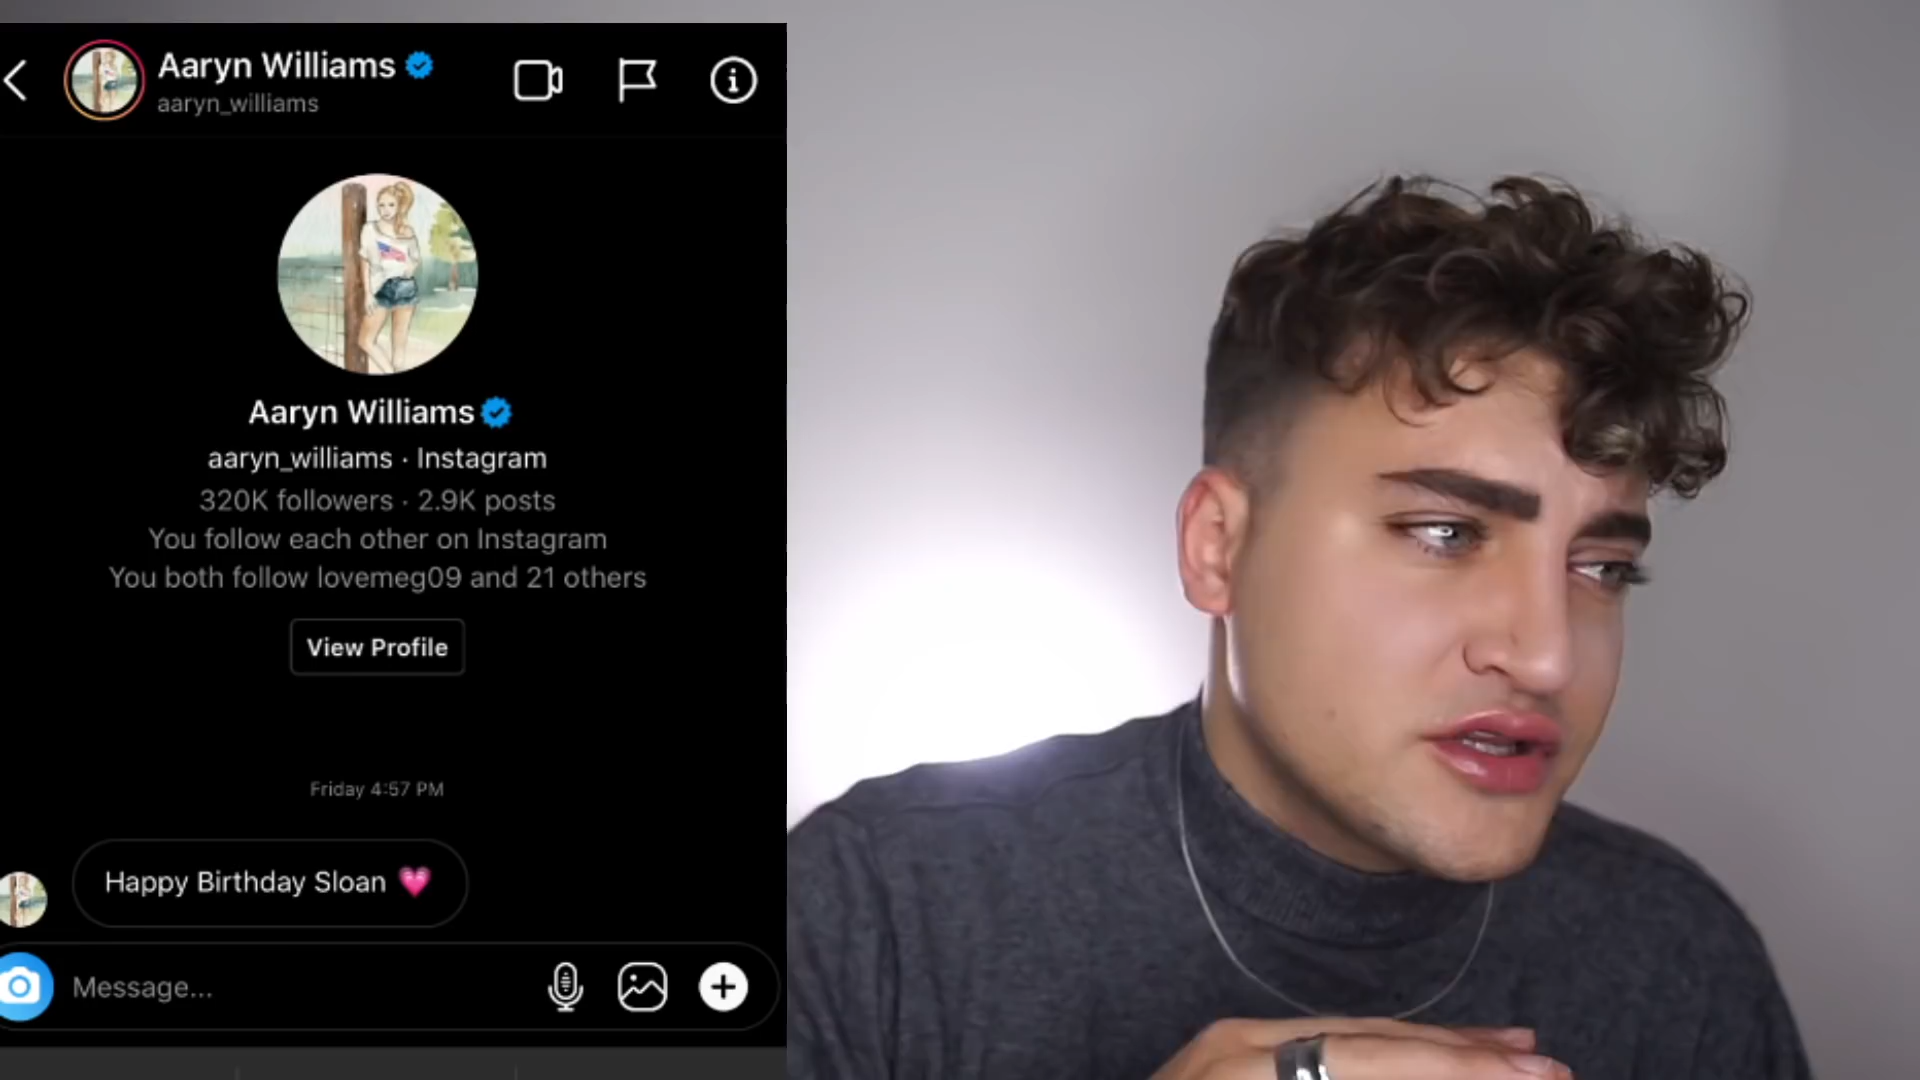 Aaryn Williams
aaryn_williams
Aaryn Williams
aaryn_williams · Instagram
320K followers · 2.9K posts
You follow each other on Instagram
You both follow lovemeg09 and 21 others
View Profile
Friday 4:57 PM
Happy Birthday Sloan 💗
Message...